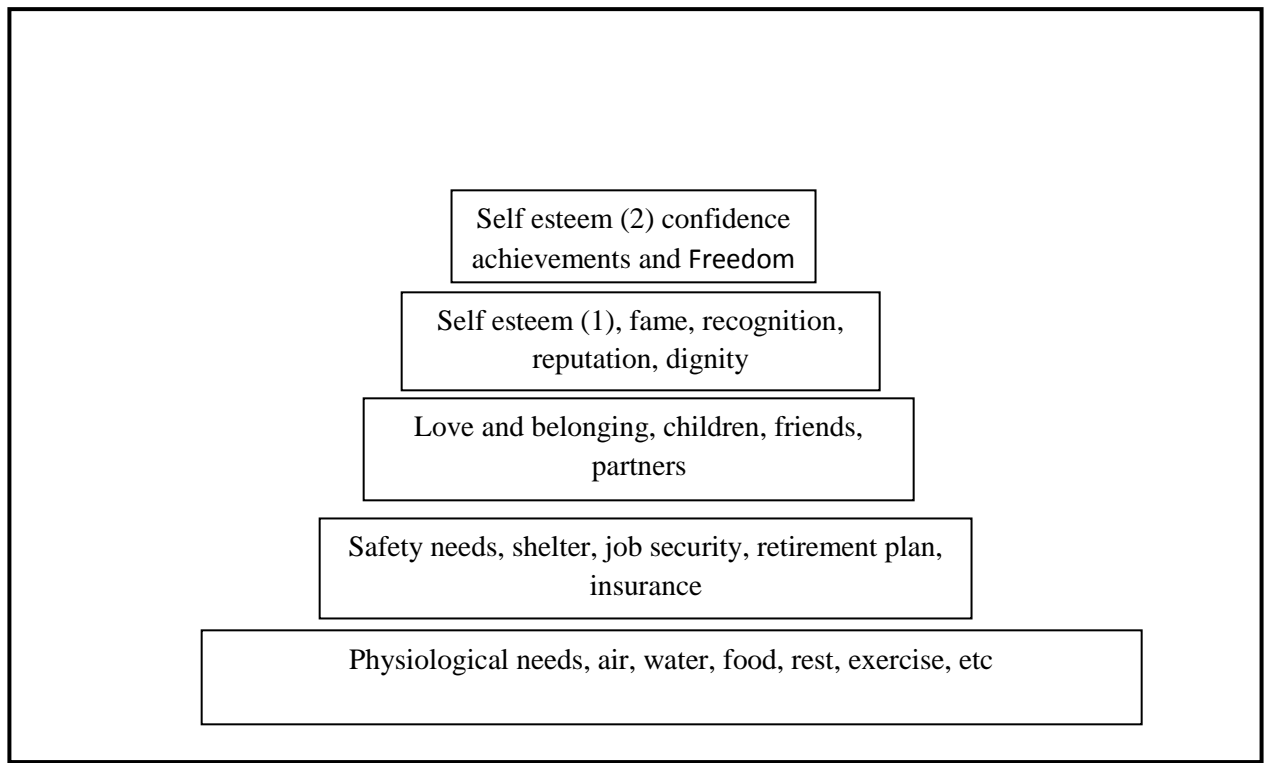 Self esteem (2) confidence
achievements and Freedom
Self esteem (1), fame, recognition,
reputation, dignity
Love and belonging, children, friends,
partners
Safety needs, shelter, job security, retirement plan,
insurance
Physiological needs, air, water, food, rest, exercise, etc